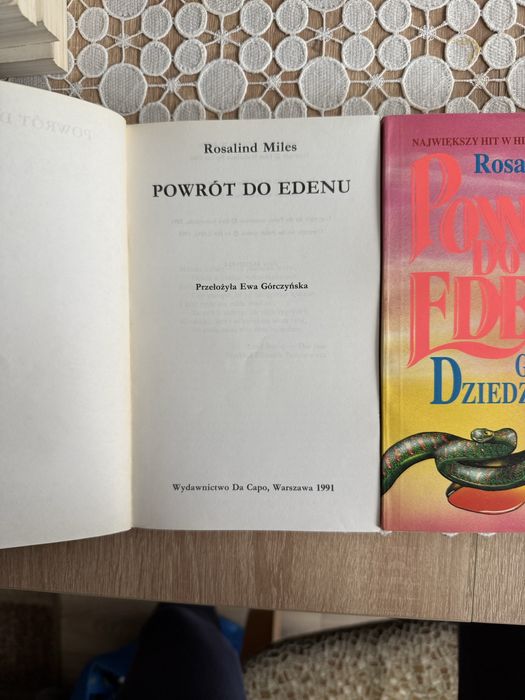 Rosalind Miles
POWRÓT DO EDENU
Przełożyła Ewa Górczyńska
Wydawnictwo Da Capo, Warszawa 1991
NAJWIĘKSZY HIT W HI
Rosa
DO
EDE
DZIEDZ